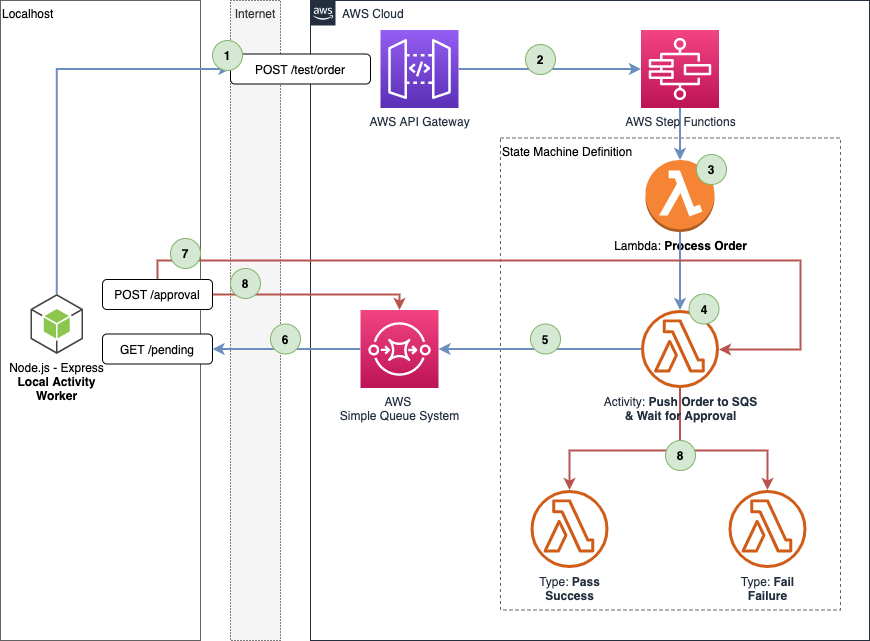 Localhost
Internet
aws
AWS Cloud
1
POST /test/order
2
AWS API Gateway
AWS Step Functions
State Machine Definition
3
Lambda: Process Order
7
POST /approval
8
4
GET /pending
6
5
Node.js - Express
Local Activity
Worker
AWS
Simple Queue System
Activity: Push Order to SQS
& Wait for Approval
8
Type: Pass
Success
Type: Fail
Failure